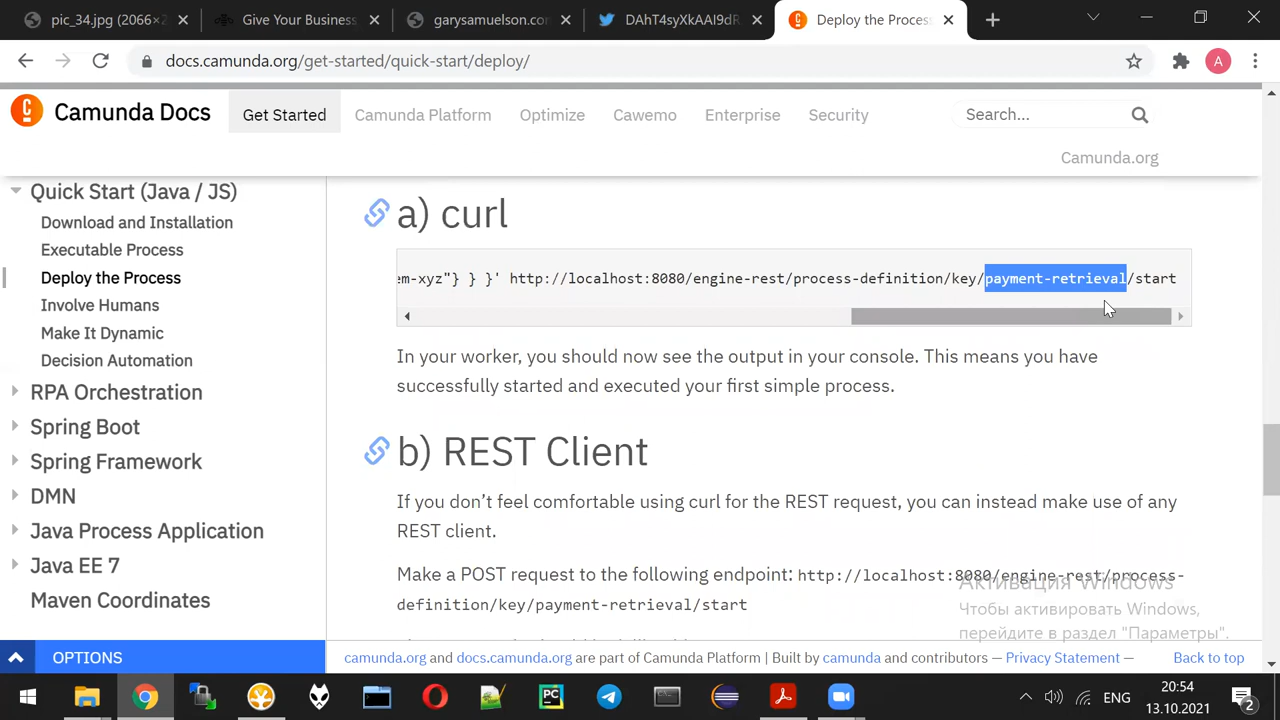 pic_34.jpg (2066×2
Give Your Business
garysamuelson.com
DAhT4syXkAAI9dR
Deploy the Process
docs.camunda.org/get-started/quick-start/deploy/
A
Camunda Docs
Get Started
Camunda Platform
Optimize
Cawemo
Enterprise
Security
Search...
Camunda.org
Quick Start (Java / JS)
Download and Installation
Executable Process
Deploy the Process
Involve Humans
Make It Dynamic
Decision Automation
RPA Orchestration
Spring Boot
Spring Framework
DMN
Java Process Application
Java EE 7
Maven Coordinates
OPTIONS
a) curl
em-xyz"} } }' http://localhost:8080/engine-rest/process-definition/key/payment-retrieval/start
In your worker, you should now see the output in your console. This means you have
successfully started and executed your first simple process.
b) REST Client
If you don’t feel comfortable using curl for the REST request, you can instead make use of any
REST client.
Make a POST request to the following endpoint: http://localhost:8080/engine-rest/process-
definition/key/payment-retrieval/start
Активация Windows
Чтобы активировать Windows,
перейдите в раздел "Параметры".
camunda.org and docs.camunda.org are part of Camunda Platform | Built by camunda and contributors — Privacy Statement —
Back to top
PC
ENG
20:54
13.10.2021
2